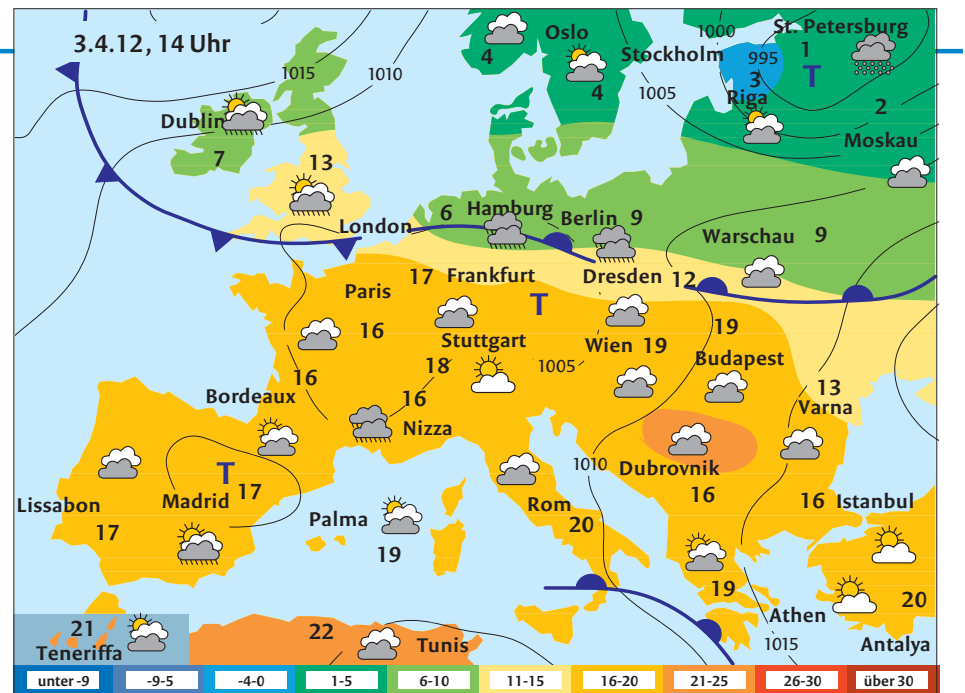 3.4.12, 14 Uhr
Oslo
4
Stockholm
4
1000
St. Petersburg
1
995
T
3
Riga
1005
2
Moskau
1015
1010
Dublin
7
13
London
6
Hamburg
Berlin
9
Warschau
9
17
Frankfurt
Dresden
12
Paris
T
16
Stuttgart
Wien
19
19
Budapest
18
1005
16
Bordeaux
16
Nizza
13
Varna
T
17
Madrid
Lissabon
17
Palma
19
1010
Rom
20
Dubrovnik
16
16
Istanbul
19
Athen
1015
20
Antalya
21
Teneriffa
22
Tunis
unter -9
-9-5
-4-0
1-5
6-10
11-15
16-20
21-25
26-30
über 30